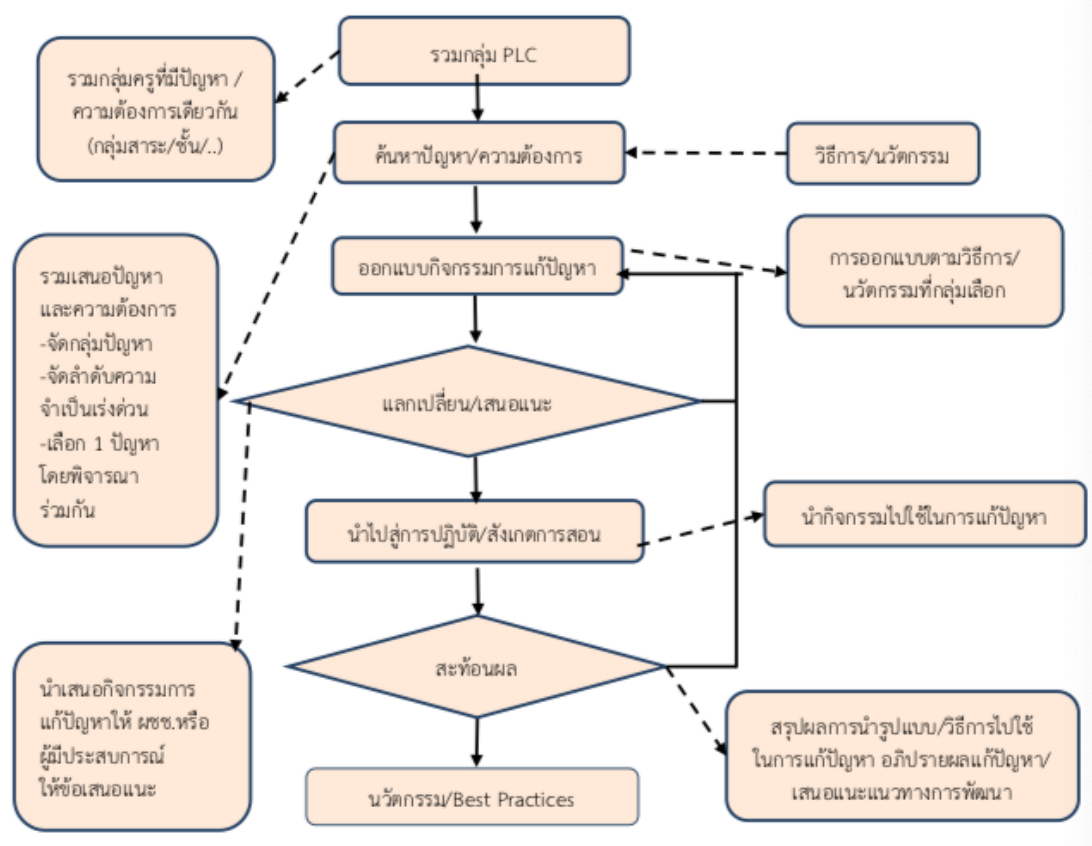 รวมกลุ่ม PLC
รวมกลุ่มครูที่มีปัญหา /
ความต้องการเดียวกัน
(กลุ่มสาระ/ชั้น/..)
ค้นหาปัญหา/ความต้องการ
วิธีการ/นวัตกรรม
ออกแบบกิจกรรมการแก้ปัญหา
การออกแบบตามวิธีการ/
นวัตกรรมที่กลุ่มเลือก
รวมเสนอปัญหา
และความต้องการ
-จัดกลุ่มปัญหา
-จัดลำดับความ
จำเป็นเร่งด่วน
-เลือก 1 ปัญหา
โดยพิจารณา
ร่วมกัน
แลกเปลี่ยน/เสนอแนะ
นำไปสู่การปฏิบัติ/สังเกตการสอน
นำกิจกรรมไปใช้ในการแก้ปัญหา
สะท้อนผล
นำเสนอกิจกรรมการ
แก้ปัญหาให้ ผชช.หรือ
ผู้มีประสบการณ์
ให้ข้อเสนอแนะ
สรุปผลการนำรูปแบบ/วิธีการไปใช้
ในการแก้ปัญหา อภิปรายผลแก้ปัญหา/
เสนอแนะแนวทางการพัฒนา
นวัตกรรม/Best Practices